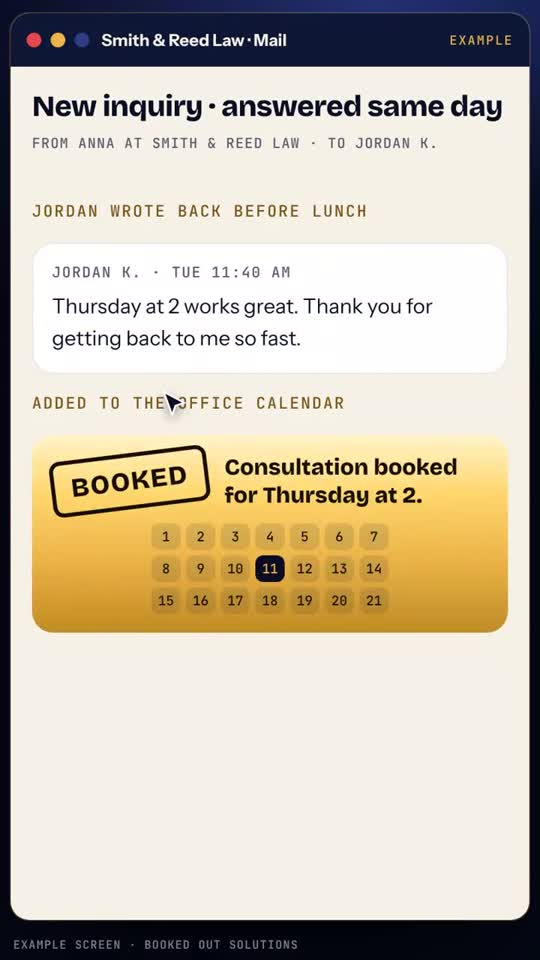 Smith & Reed Law · Mail
EXAMPLE
New inquiry · answered same day
FROM ANNA AT SMITH & REED LAW · TO JORDAN K.
JORDAN WROTE BACK BEFORE LUNCH
JORDAN K. · TUE 11:40 AM
Thursday at 2 works great. Thank you for
getting back to me so fast.
ADDED TO THE OFFICE CALENDAR
BOOKED
Consultation booked
for Thursday at 2.
1 2 3 4 5 6 7
8 9 10 11 12 13 14
15 16 17 18 19 20 21
EXAMPLE SCREEN · BOOKED OUT SOLUTIONS